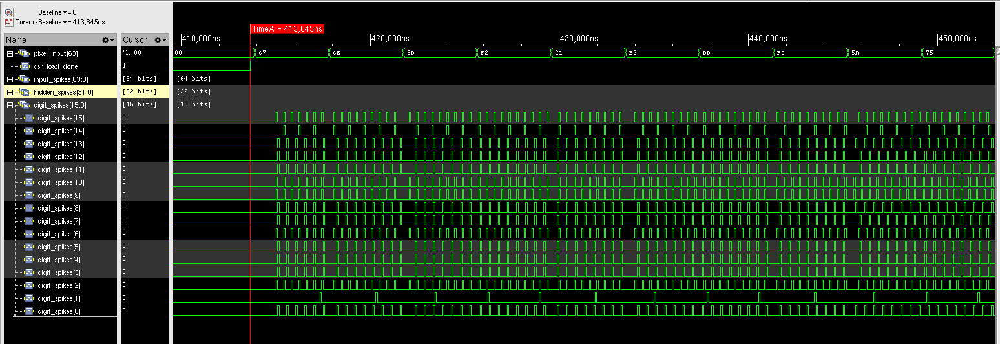 Baseline = 0
Cursor-Baseline = 413,645ns
TimeA = 413,645ns
410,000ns 420,000ns 430,000ns 440,000ns 450,000ns
Name Cursor
pixel_input[63] 'h 00 00 C7 CE 5D F2 21 B2 DD FC 5A 75
csr_load_done 1
input_spikes[63:0] [64 bits] [64 bits]
hidden_spikes[31:0] [32 bits] [32 bits]
digit_spikes[15:0] [16 bits] [16 bits]
digit_spikes[15] 0
digit_spikes[14] 0
digit_spikes[13] 0
digit_spikes[12] 0
digit_spikes[11] 0
digit_spikes[10] 0
digit_spikes[9] 0
digit_spikes[8] 0
digit_spikes[7] 0
digit_spikes[6] 0
digit_spikes[5] 0
digit_spikes[4] 0
digit_spikes[3] 0
digit_spikes[2] 0
digit_spikes[1] 0
digit_spikes[0] 0